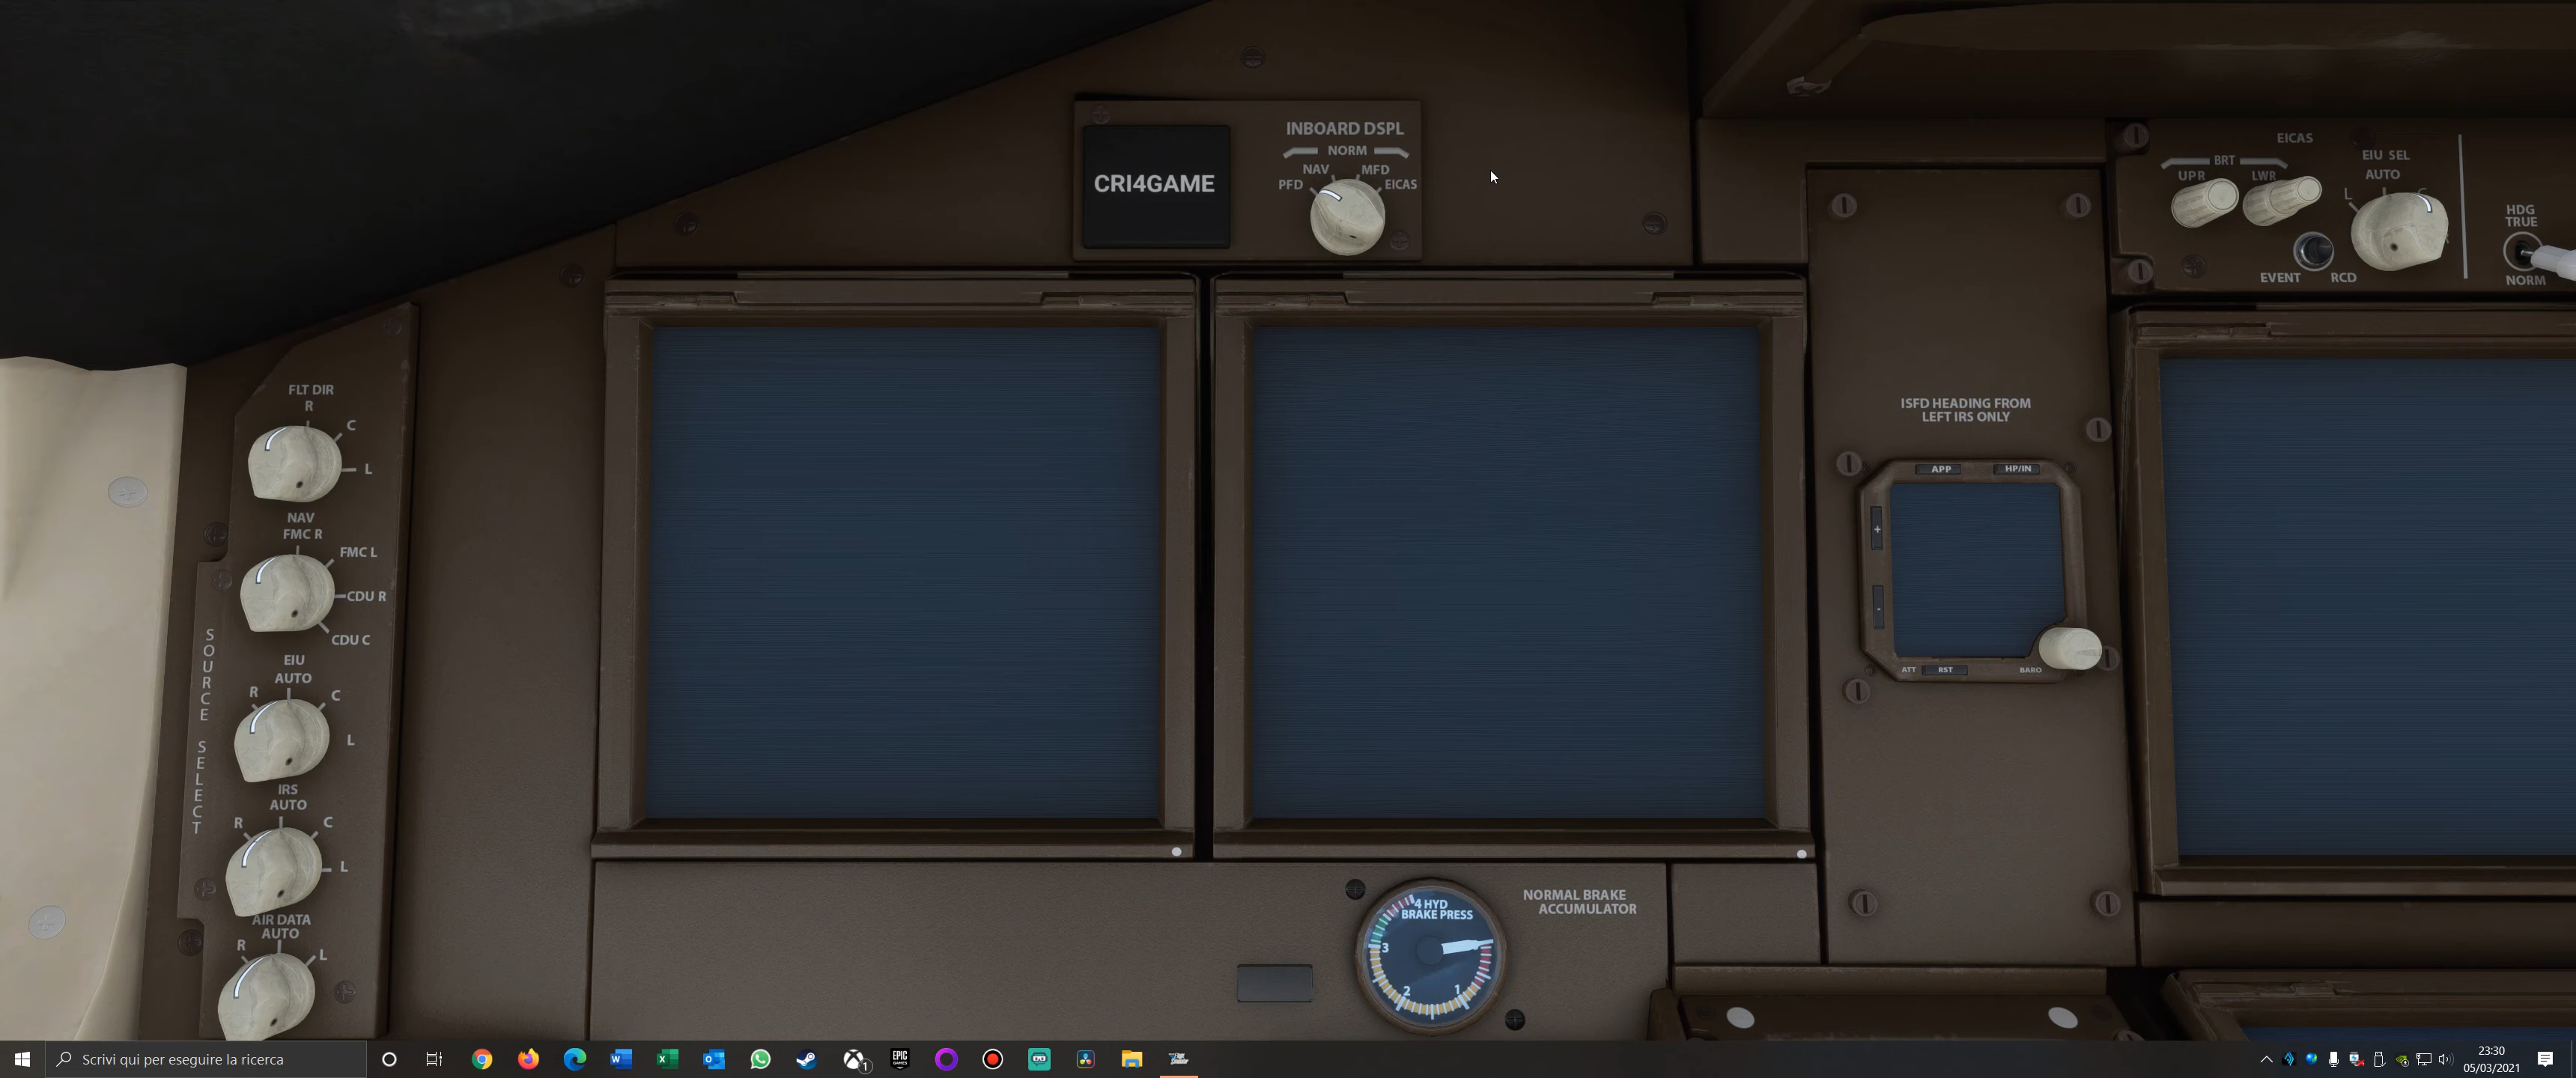 CRI4GAME
INBOARD DSPL
NORM
NAV MFD
PFD EICAS
EICAS
BRT
UPR LWR
EIU SEL
AUTO
L C
EVENT RCD
HDG
TRUE
NORM
FLT DIR
R
C
L
NAV
FMC R
FMC L
CDU R
CDU C
EIU
AUTO
R C
L
IRS
AUTO
R C
L
AIR DATA
AUTO
R L
SOURCE SELECT
ISFD HEADING FROM
LEFT IRS ONLY
APP HP/IN
+
-
ATT RST BARO
4 HYD
BRAKE PRESS
3
2 1
NORMAL BRAKE
ACCUMULATOR
Scrivi qui per eseguire la ricerca
EPIC
GAMES
1
23:30
05/03/2021